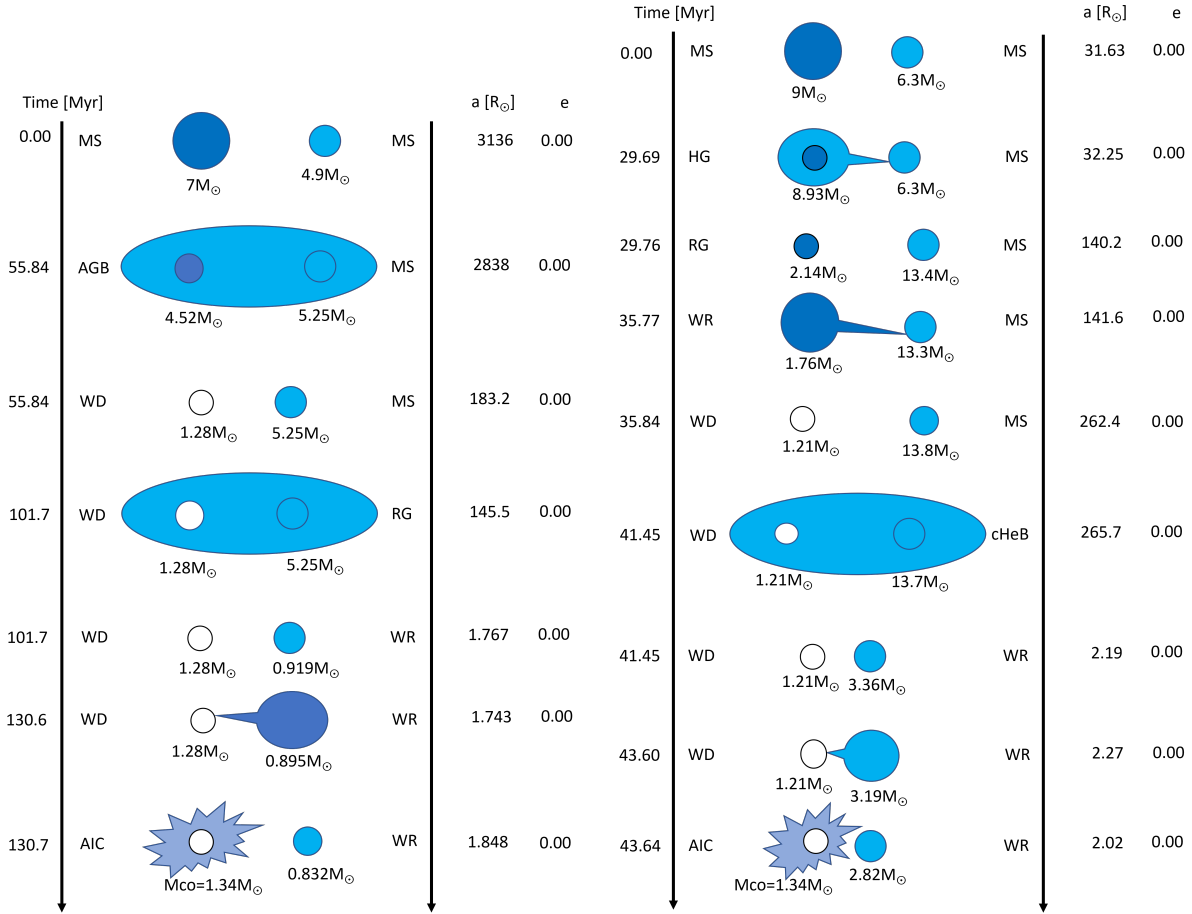 Time [Myr] a [R☉] e
0.00 MS MS 3136 0.00
7M☉ 4.9M☉
55.84 AGB MS 2838 0.00
4.52M☉ 5.25M☉
55.84 WD MS 183.2 0.00
1.28M☉ 5.25M☉
101.7 WD RG 145.5 0.00
1.28M☉ 5.25M☉
101.7 WD WR 1.767 0.00
1.28M☉ 0.919M☉
130.6 WD WR 1.743 0.00
1.28M☉ 0.895M☉
130.7 AIC WR 1.848 0.00
Mco=1.34M☉ 0.832M☉
Time [Myr] a [R☉] e
0.00 MS MS 31.63 0.00
9M☉ 6.3M☉
29.69 HG MS 32.25 0.00
8.93M☉ 6.3M☉
29.76 RG MS 140.2 0.00
2.14M☉ 13.4M☉
35.77 WR MS 141.6 0.00
1.76M☉ 13.3M☉
35.84 WD MS 262.4 0.00
1.21M☉ 13.8M☉
41.45 WD cHeB 265.7 0.00
1.21M☉ 13.7M☉
41.45 WD WR 2.19 0.00
1.21M☉ 3.36M☉
43.60 WD WR 2.27 0.00
1.21M☉ 3.19M☉
43.64 AIC WR 2.02 0.00
Mco=1.34M☉ 2.82M☉